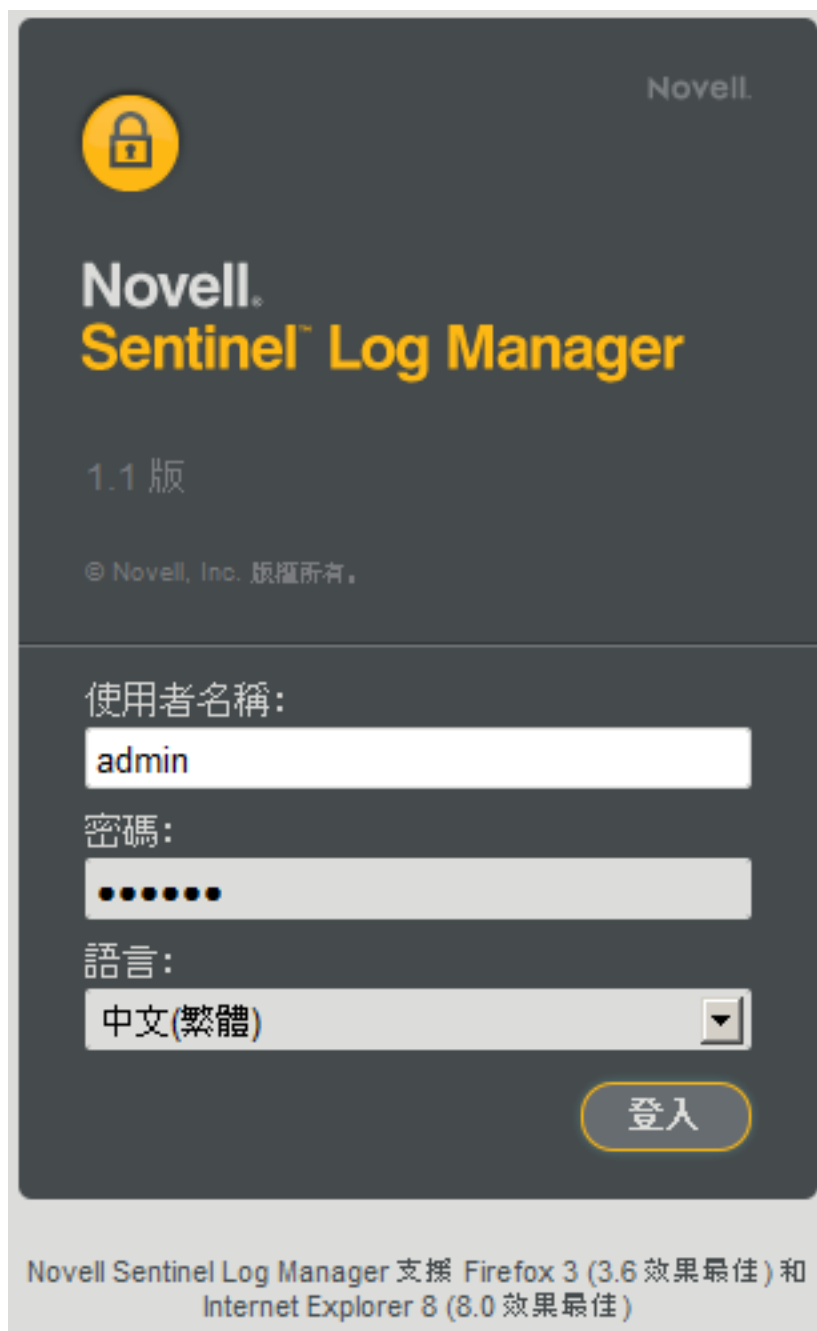 Novell.
Novell®
Sentinel™ Log Manager
1.1 版
© Novell, Inc. 版權所有。
使用者名稱:
admin
密碼:
●●●●●●
語言:
中文(繁體)
登入
Novell Sentinel Log Manager 支援 Firefox 3 (3.6 效果最佳) 和
Internet Explorer 8 (8.0 效果最佳)